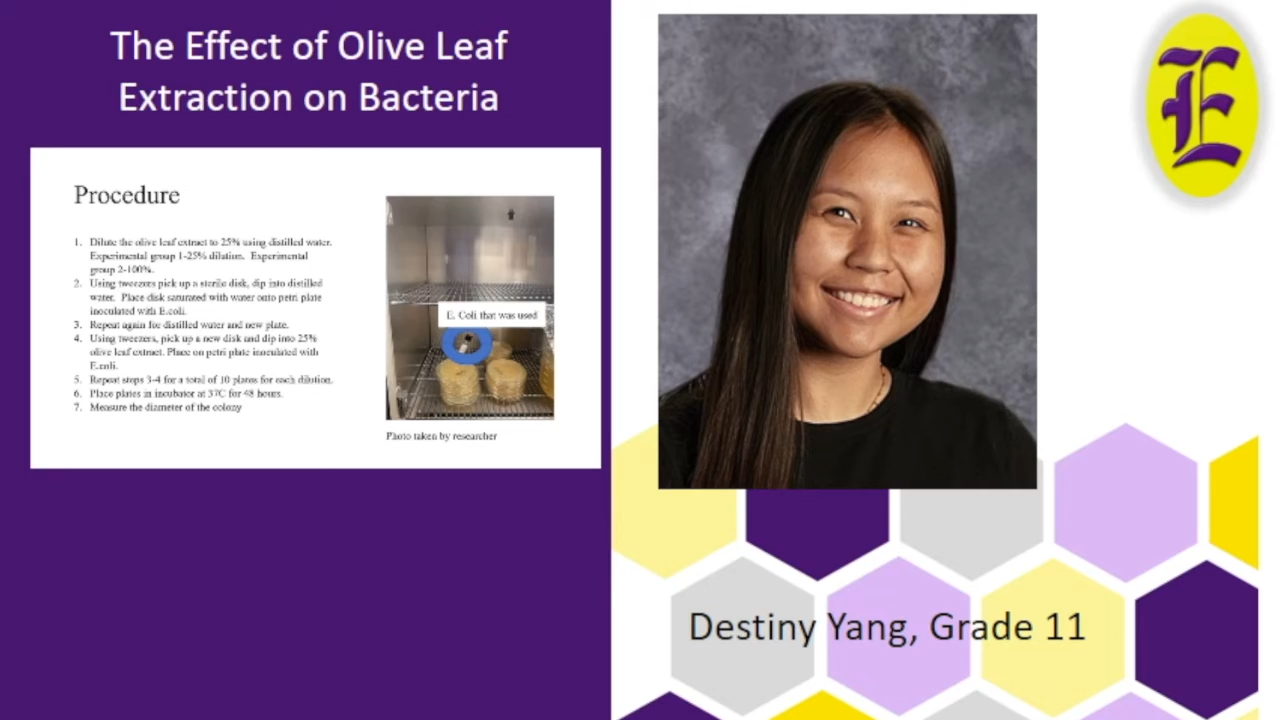 The Effect of Olive Leaf
Extraction on Bacteria
Procedure
1. Dilute the olive leaf extract to 25% using distilled water.
Experimental group 1-25% dilution. Experimental
group 2-100%.
2. Using tweezers pick up a sterile disk, dip into distilled
water. Place disk saturated with water onto petri plate
inoculated with E.coli.
3. Repeat again for distilled water and new plate.
4. Using tweezers, pick up a new disk and dip into 25%
olive leaf extract. Place on petri plate inoculated with
E.coli.
5. Repeat steps 3-4 for a total of 10 plates for each dilution.
6. Place plates in incubator at 37C for 48 hours.
7. Measure the diameter of the colony
E. Coli that was used
Photo taken by researcher
E
Destiny Yang, Grade 11